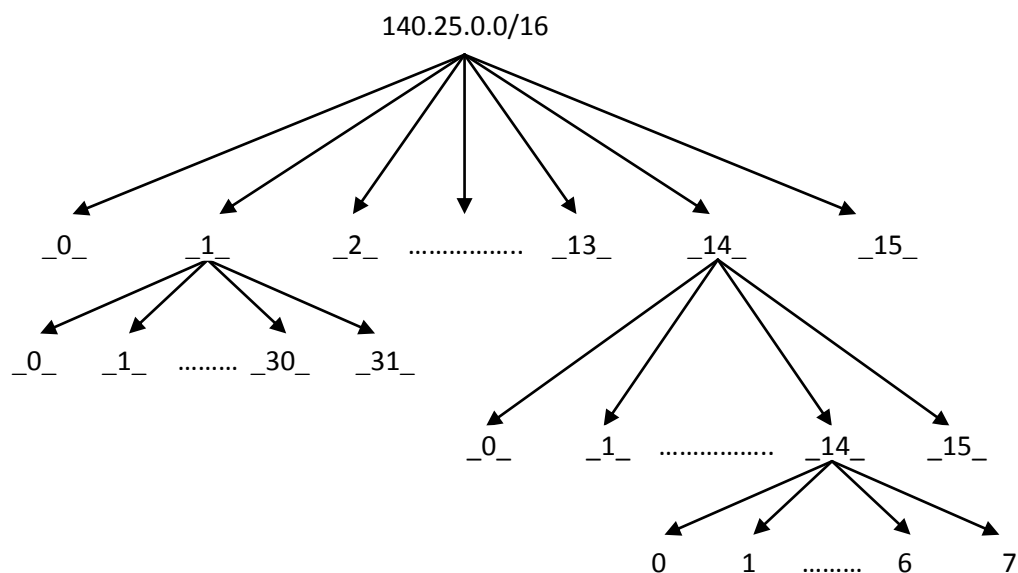 140.25.0.0/16
_0_ _1_ _2_ …………….. _13_ _14_ _15_
_0_ _1_ ……… _30_ _31_
_0_ _1_ …………….. _14_ _15_
0 1 ……… 6 7